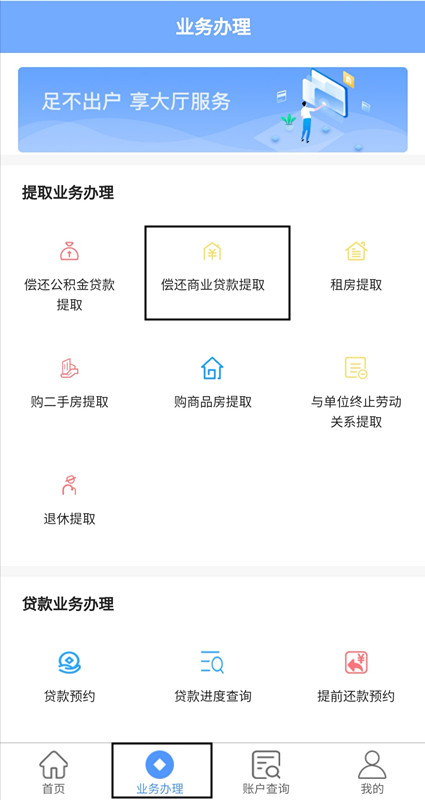 业务办理
足不出户 享大厅服务
提取业务办理
偿还公积金贷款
提取
偿还商业贷款提取
租房提取
购二手房提取
购商品房提取
与单位终止劳动
关系提取
退休提取
贷款业务办理
贷款预约
贷款进度查询
提前还款预约
首页
业务办理
账户查询
我的